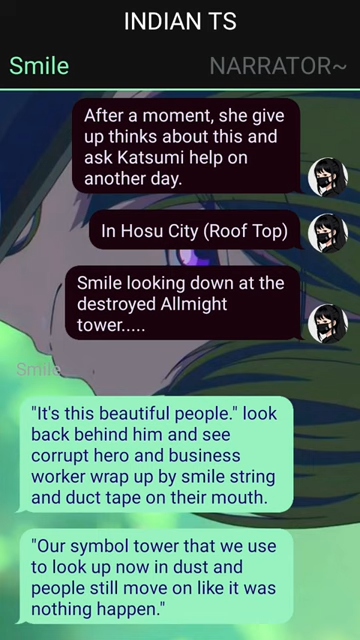 INDIAN TS
Smile
NARRATOR~
After a moment, she give
up thinks about this and
ask Katsumi help on
another day.
In Hosu City (Roof Top)
Smile looking down at the
destroyed Allmight
tower.....
Smile
"It's this beautiful people." look
back behind him and see
corrupt hero and business
worker wrap up by smile string
and duct tape on their mouth.
"Our symbol tower that we use
to look up now in dust and
people still move on like it was
nothing happen."